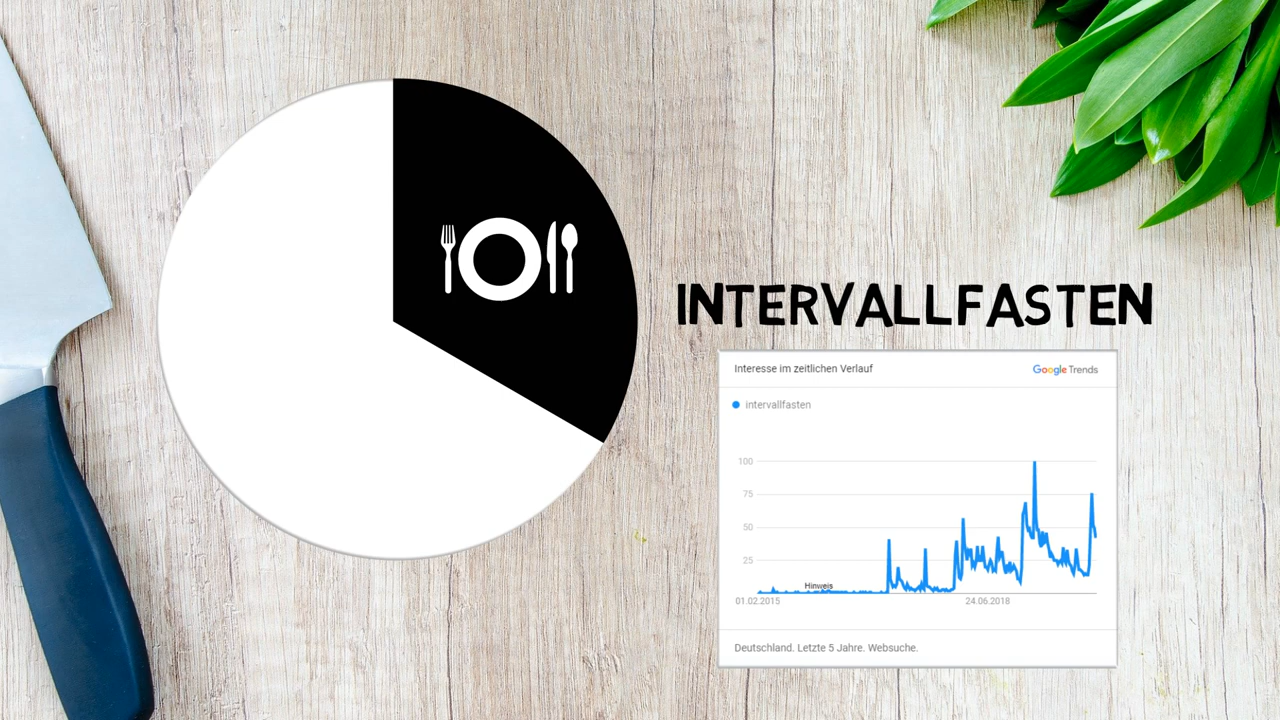 INTERVALLFASTEN
Interesse im zeitlichen Verlauf
Google Trends
intervallfasten
100
75
50
25
Hinweis
01.02.2015
24.06.2018
Deutschland. Letzte 5 Jahre. Websuche.